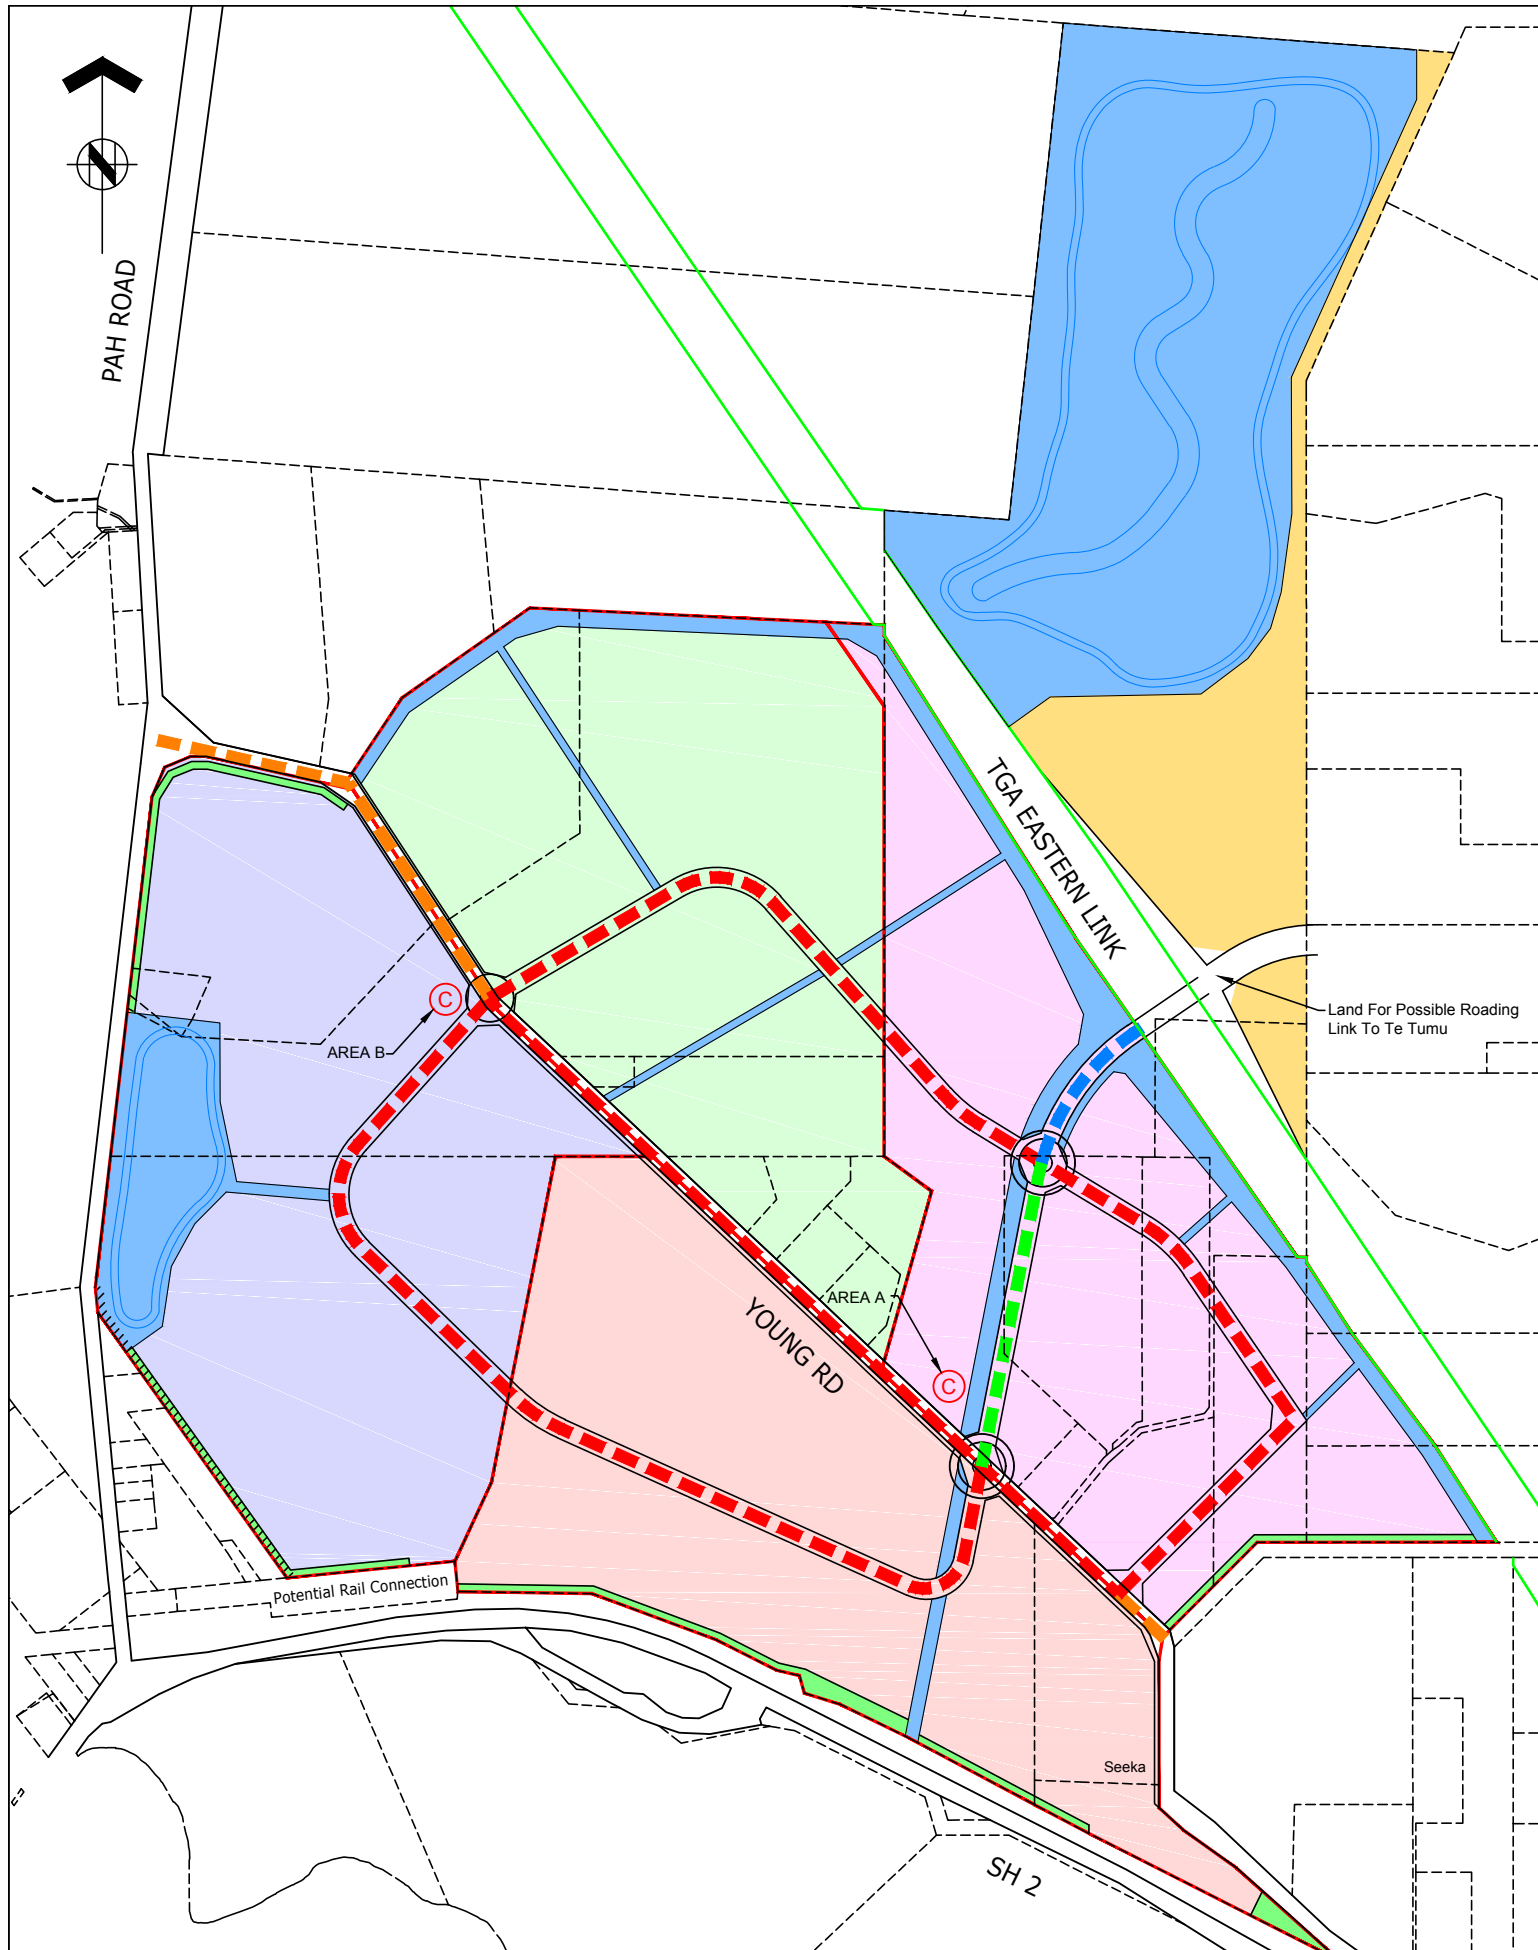 PAH ROAD
TGA EASTERN LINK
Land For Possible Roading
Link To Te Tumu
C
AREA B
AREA A
YOUNG RD
C
Potential Rail Connection
Seeka
SH 2